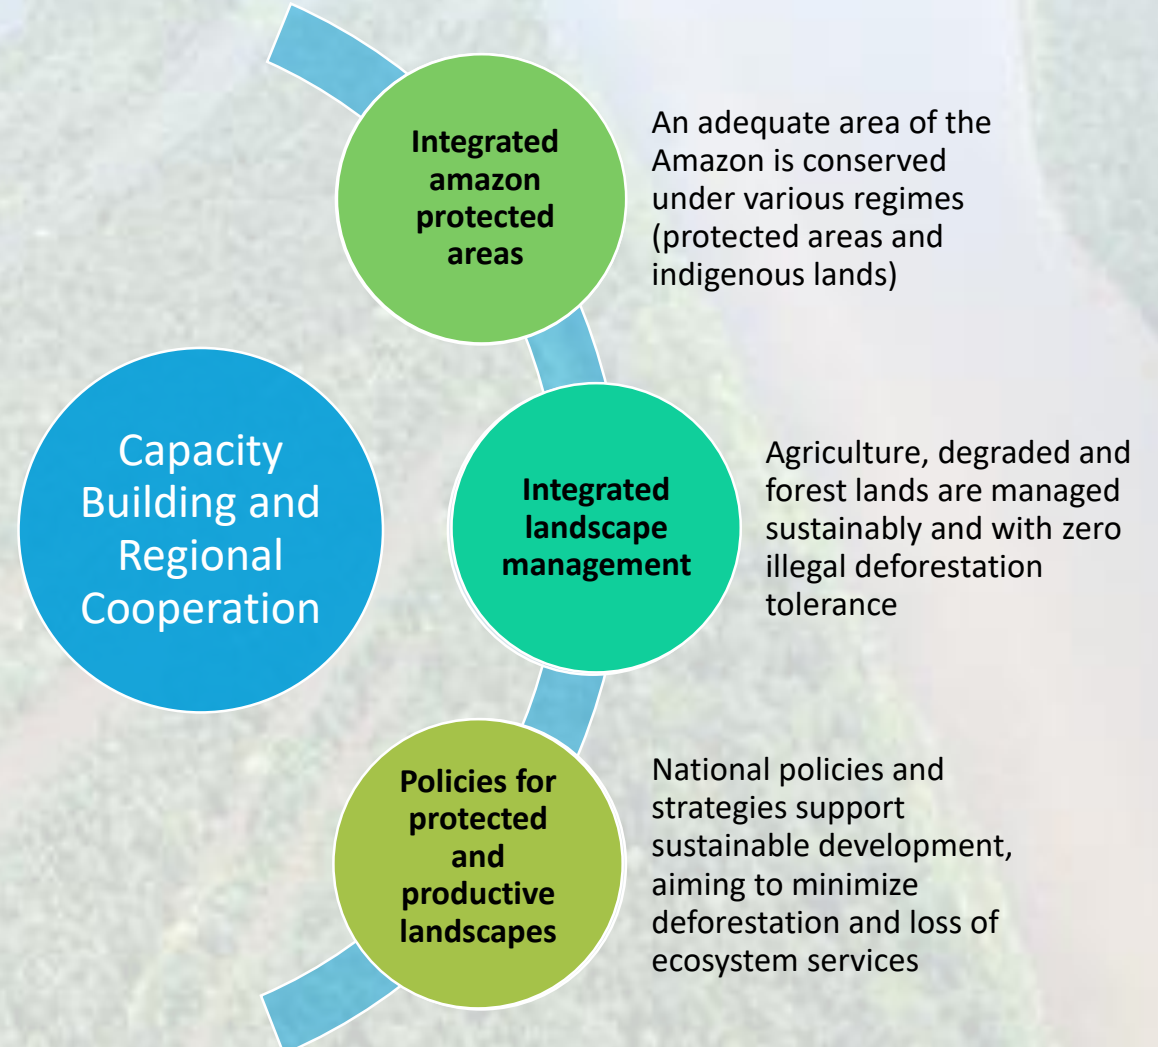 Integrated
amazon
protected
areas
An adequate area of the
Amazon is conserved
under various regimes
(protected areas and
indigenous lands)
Capacity
Building and
Regional
Cooperation
Integrated
landscape
management
Agriculture, degraded and
forest lands are managed
sustainably and with zero
illegal deforestation
tolerance
Policies for
protected
and
productive
landscapes
National policies and
strategies support
sustainable development,
aiming to minimize
deforestation and loss of
ecosystem services